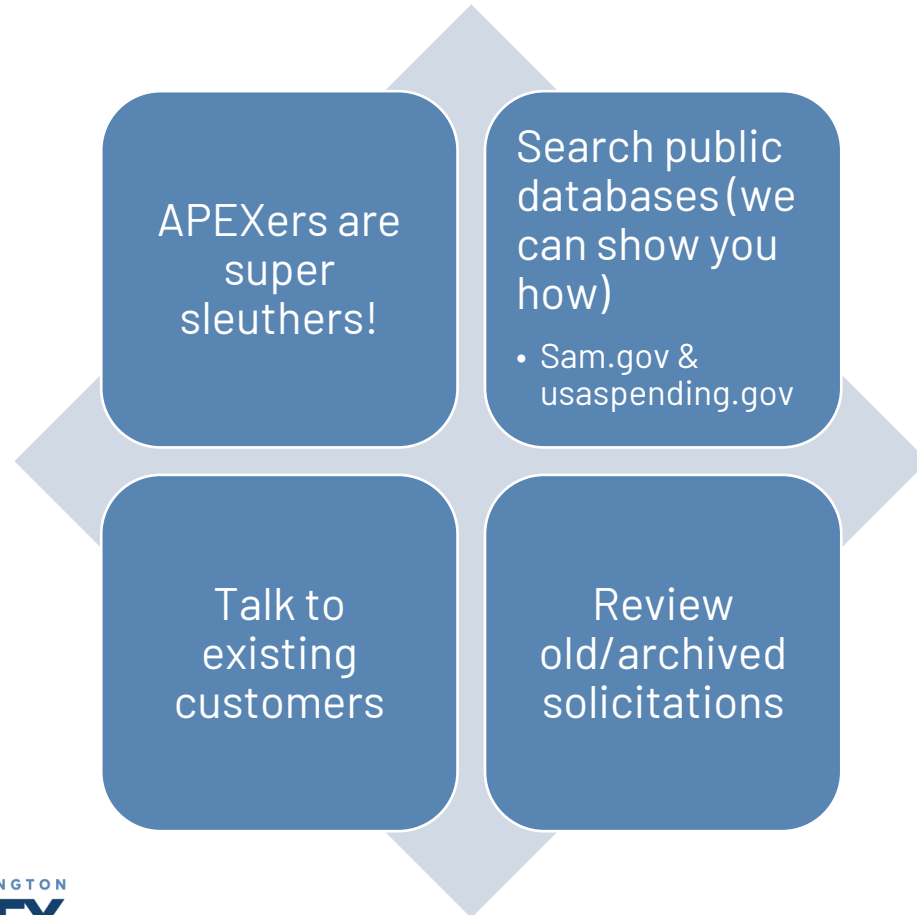 APEXers are
super
sleuthers!
Search public
databases (we
can show you
how)
• Sam.gov &
usaspending.gov
Talk to
existing
customers
Review
old/archived
solicitations
NGTON